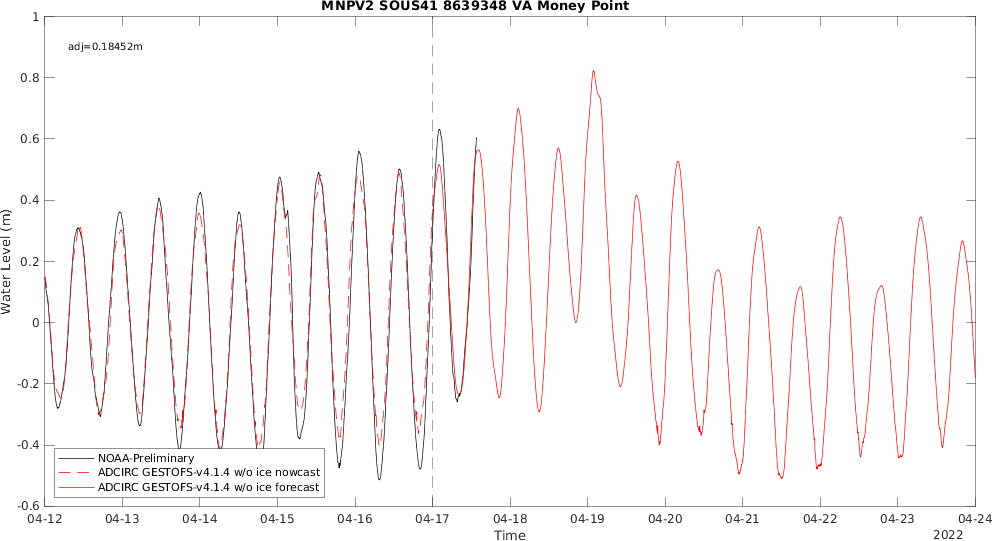 MNPV2 SOUS41 8639348 VA Money Point
adj=0.18452m
1
0.8
0.6
0.4
0.2
0
-0.2
-0.4
-0.6
Water Level (m)
NOAA-Preliminary
ADCIRC GESTOFS-v4.1.4 w/o ice nowcast
ADCIRC GESTOFS-v4.1.4 w/o ice forecast
04-12 04-13 04-14 04-15 04-16 04-17 04-18 04-19 04-20 04-21 04-22 04-23 04-24
Time
2022